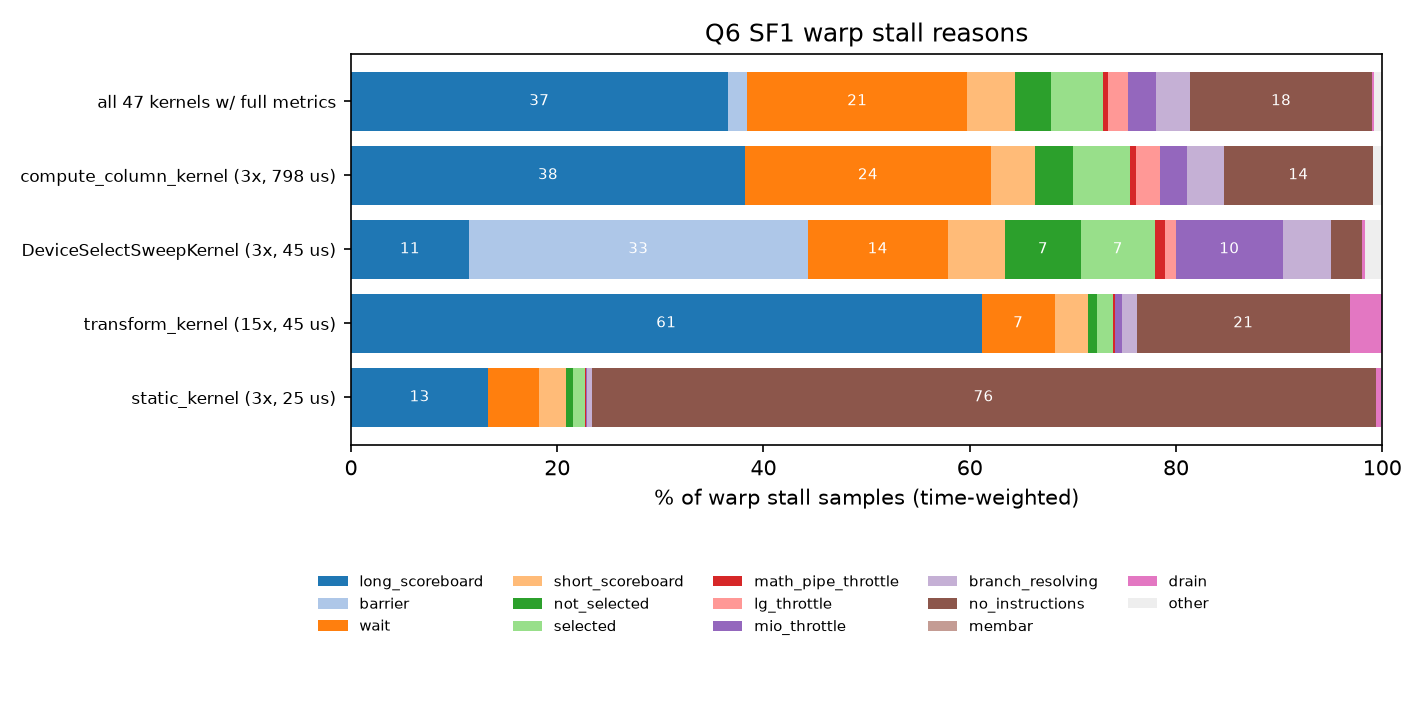 Q6 SF1 warp stall reasons
all 47 kernels w/ full metrics 37 21 18
compute_column_kernel (3x, 798 us) 38 24 14
DeviceSelectSweepKernel (3x, 45 us) 11 33 14 7 7 10
transform_kernel (15x, 45 us) 61 7 21
static_kernel (3x, 25 us) 13 76
0 20 40 60 80 100
% of warp stall samples (time-weighted)
long_scoreboard short_scoreboard math_pipe_throttle branch_resolving drain
barrier not_selected lg_throttle no_instructions other
wait selected mio_throttle membar